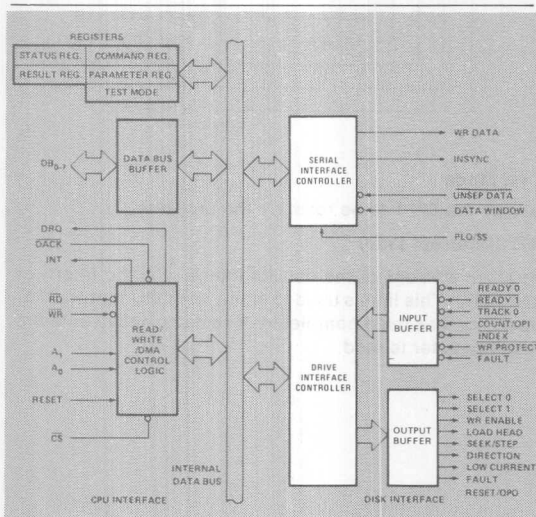 REGISTERS
STATUS REG. COMMAND REG.
RESULT REG. PARAMETER REG.
TEST MODE
DB0-7
DATA BUS
BUFFER
DRQ
DACK
INT
RD
WR
A1
A0
RESET
CS
READ/
WRITE
/DMA
CONTROL
LOGIC
INTERNAL
DATA BUS
CPU INTERFACE
SERIAL
INTERFACE
CONTROLLER
WR DATA
INSYNC
UNSEP DATA
DATA WINDOW
PLO/SS
DRIVE
INTERFACE
CONTROLLER
INPUT
BUFFER
READY 0
READY 1
TRACK 0
COUNT/OPI
INDEX
WR PROTECT
FAULT
OUTPUT
BUFFER
SELECT 0
SELECT 1
WR ENABLE
LOAD HEAD
SEEK/STEP
DIRECTION
LOW CURRENT
FAULT
RESET/OPO
DISK INTERFACE